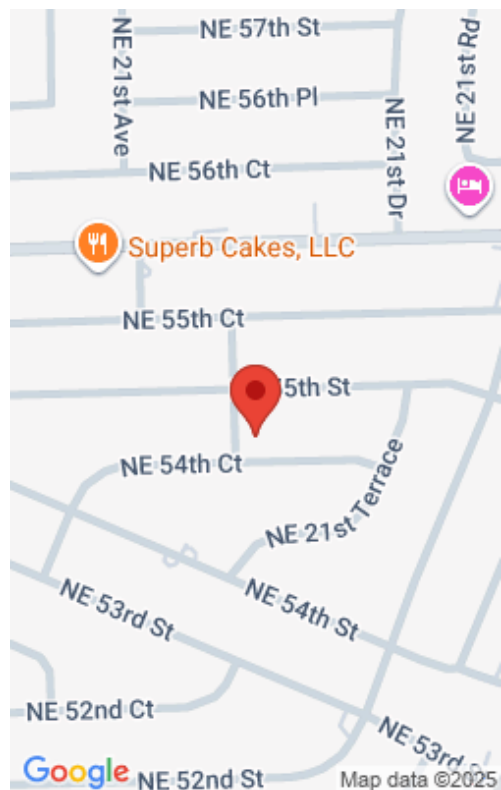 NE 57th St
NE 21st Ave
NE 21st Rd
NE 56th Pl
NE 21st Dr
NE 56th Ct
Superb Cakes, LLC
NE 55th Ct
5th St
NE 54th Ct
NE 21st Terrace
NE 53rd St
NE 54th St
NE 52nd Ct
NE 53rd
Google
NE 52nd St
Map data ©2025